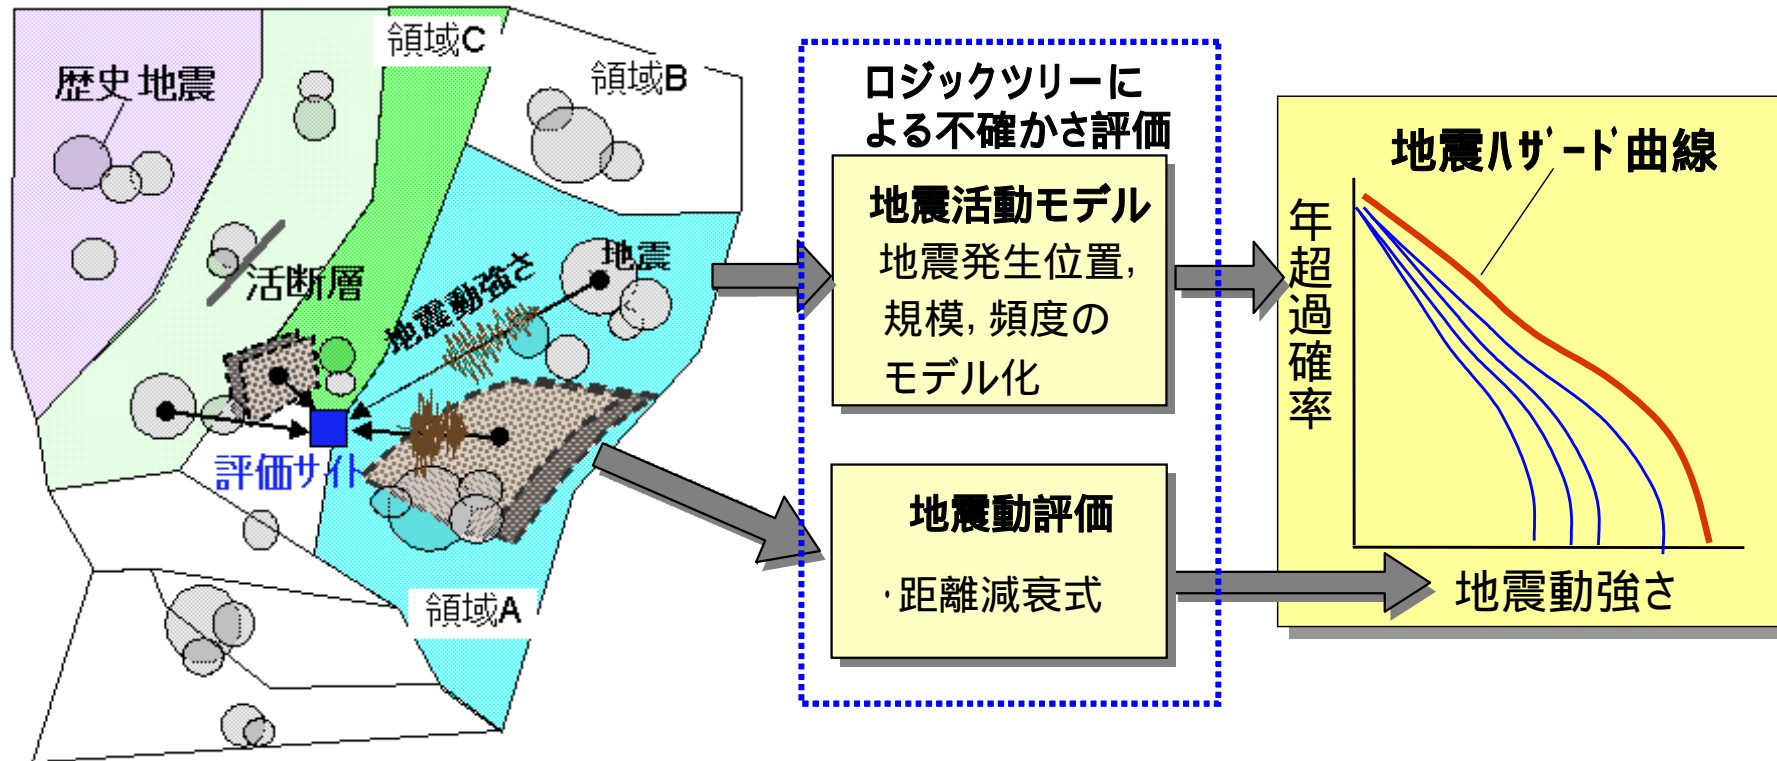 領域C
領域B
歴史地震
活断層
地震動強さ
地震
評価サイト
領域A
ロジックツリーに
よる不確かさ評価
地震活動モデル
地震発生位置,
規模, 頻度の
モデル化
地震動評価
・距離減衰式
地震ハザード曲線
年超過確率
地震動強さ